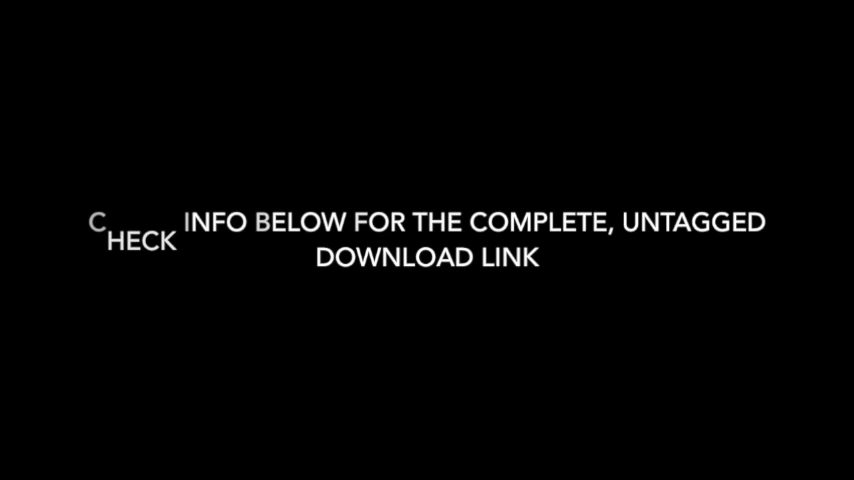 CHECK INFO BELOW FOR THE COMPLETE, UNTAGGED
DOWNLOAD LINK